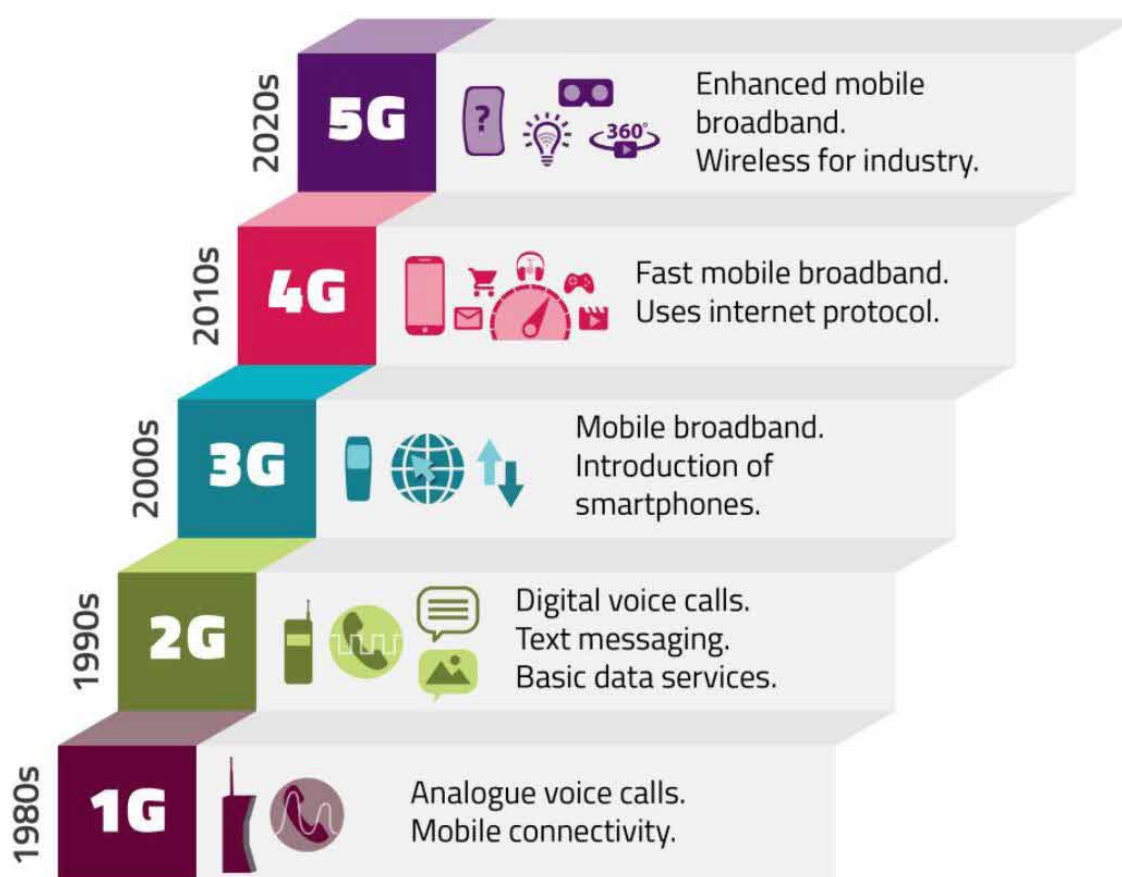 2020s
5G
?
360°
Enhanced mobile
broadband.
Wireless for industry.
2010s
4G
Fast mobile broadband.
Uses internet protocol.
2000s
3G
Mobile broadband.
Introduction of
smartphones.
1990s
2G
Digital voice calls.
Text messaging.
Basic data services.
1980s
1G
Analogue voice calls.
Mobile connectivity.